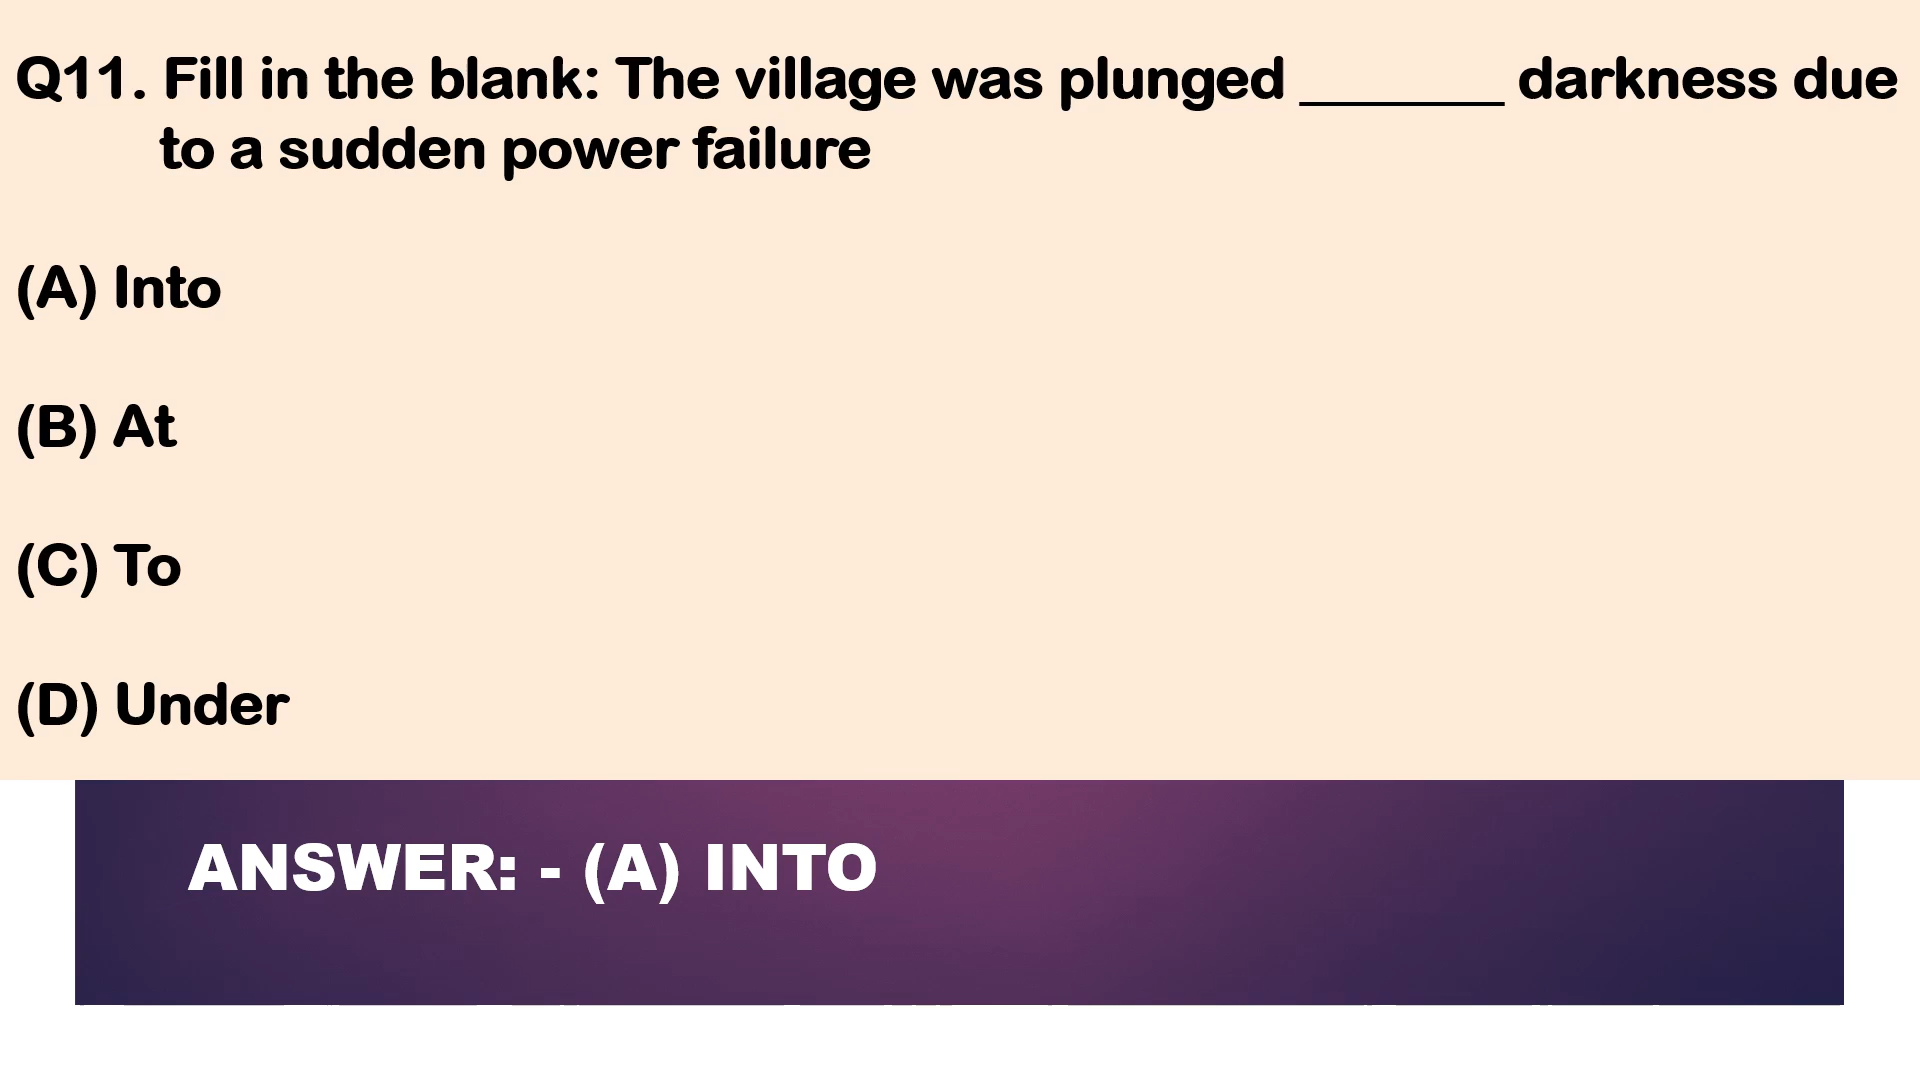 Q11. Fill in the blank: The village was plunged _______ darkness due
to a sudden power failure
(A) Into
(B) At
(C) To
(D) Under
ANSWER: - (A) INTO